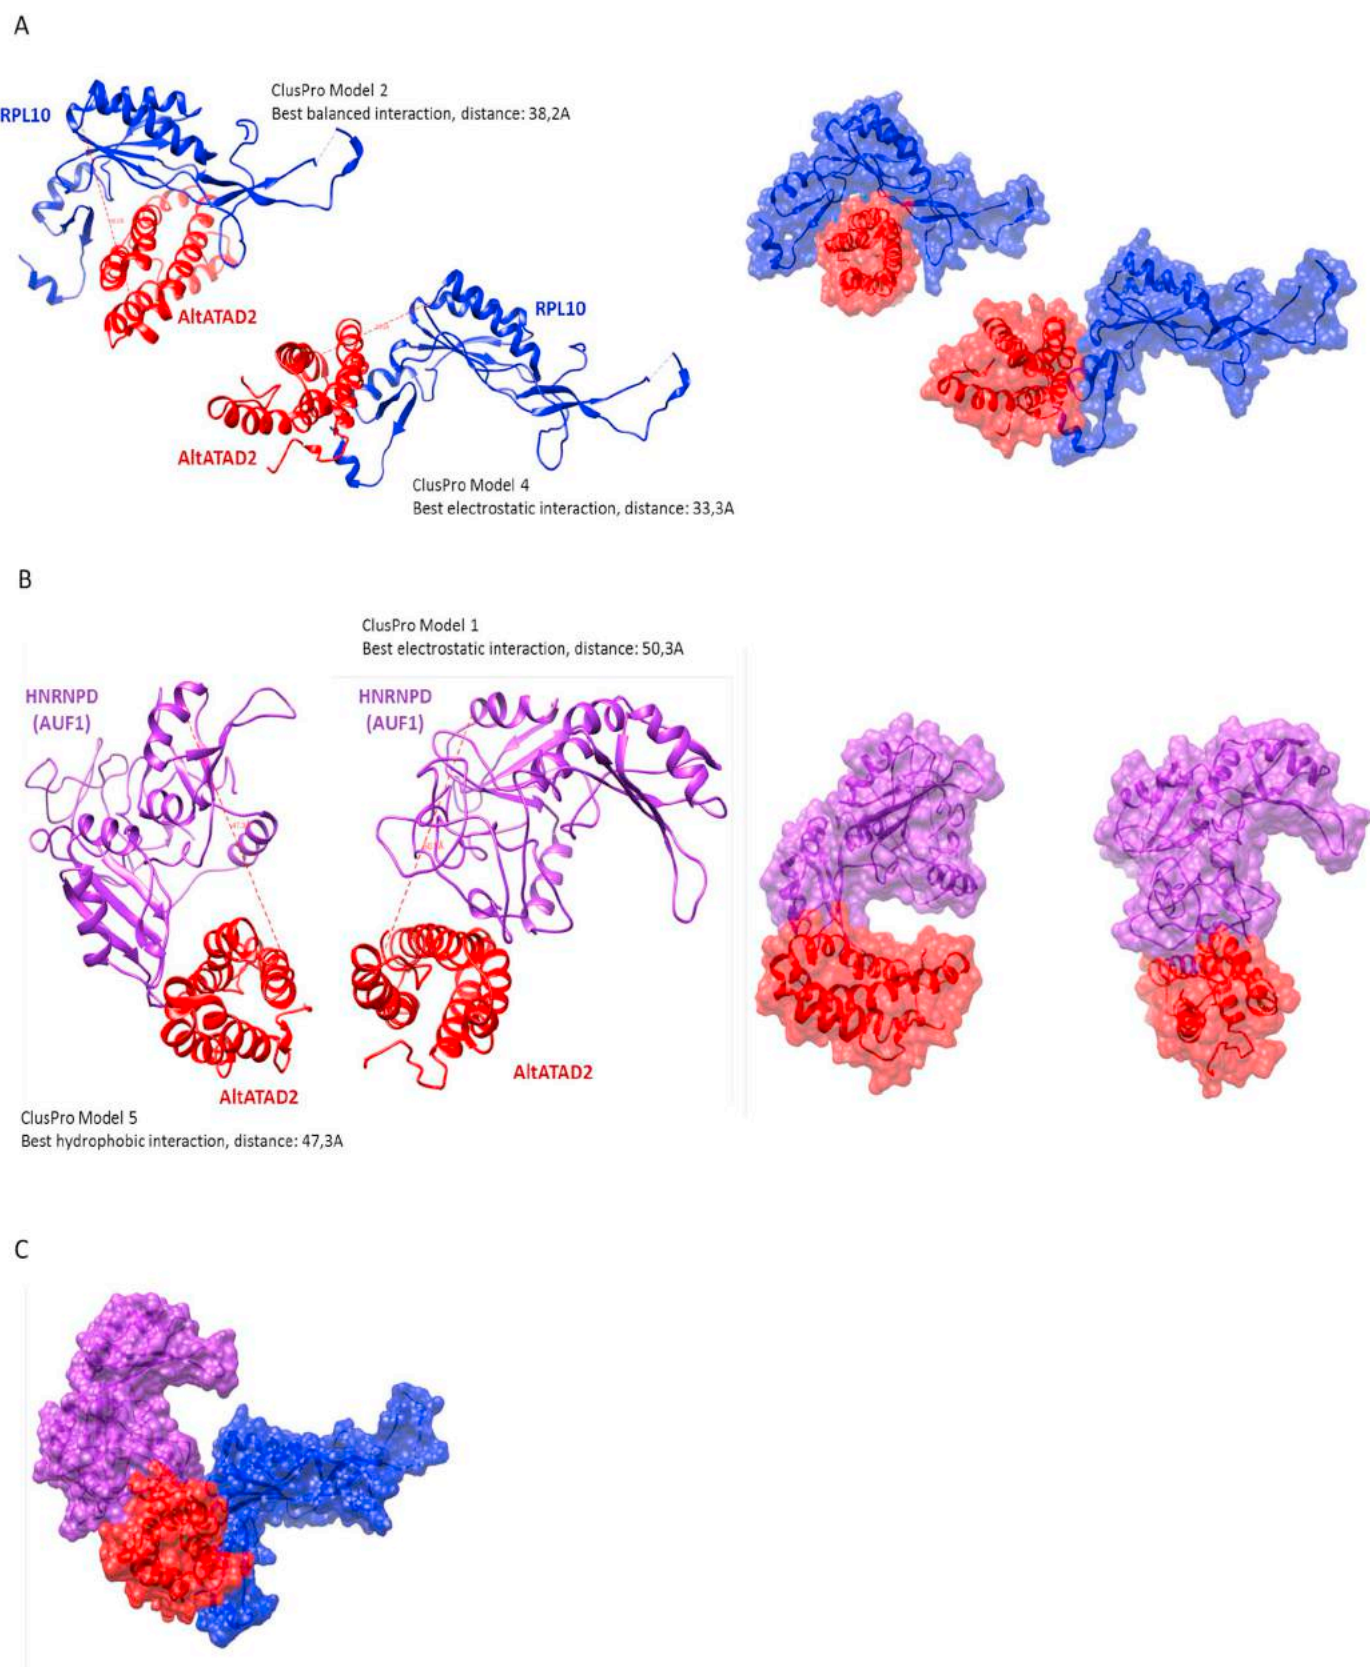 A
ClusPro Model 2
Best balanced interaction, distance: 38,2A
RPL10
AltATAD2
RPL10
AltATAD2
ClusPro Model 4
Best electrostatic interaction, distance: 33,3A
B
ClusPro Model 1
Best electrostatic interaction, distance: 50,3A
HNRNPD
(AUF1)
HNRNPD
(AUF1)
AltATAD2
AltATAD2
ClusPro Model 5
Best hydrophobic interaction, distance: 47,3A
C